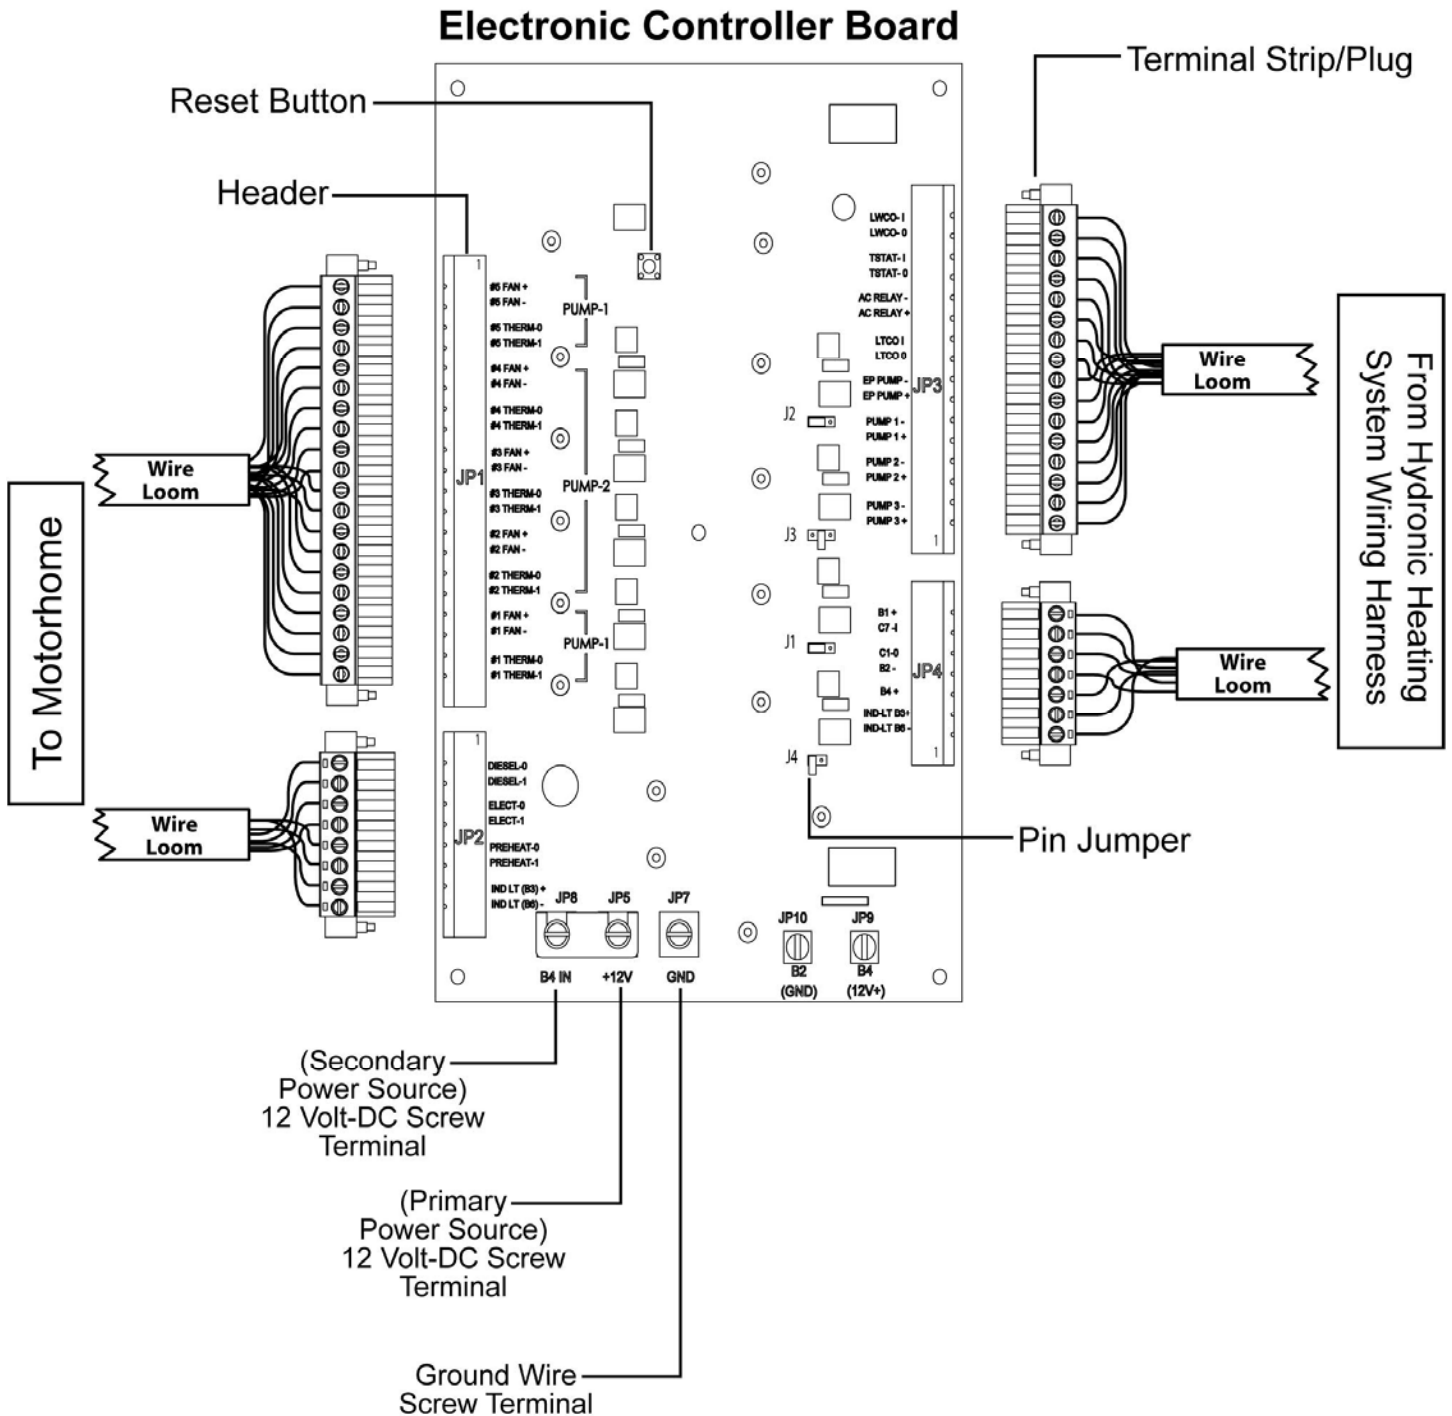 Electronic Controller Board
Terminal Strip/Plug
Reset Button
Header
1
#5 FAN +
#5 FAN -
#5 THERM-0
#5 THERM-1
PUMP-1
#4 FAN +
#4 FAN -
#4 THERM-0
#4 THERM-1
#3 FAN +
#3 FAN -
JP1
PUMP-2
#3 THERM-0
#3 THERM-1
#2 FAN +
#2 FAN -
#2 THERM-0
#2 THERM-1
#1 FAN +
#1 FAN -
PUMP-1
#1 THERM-0
#1 THERM-1
Wire
Loom
To Motorhome
Wire
Loom
1
DIESEL-0
DIESEL-1
ELECT-0
ELECT-1
JP2
PREHEAT-0
PREHEAT-1
IND LT (B3) +
IND LT (B6) -
LWCO- I
LWCO- 0
TSTAT- I
TSTAT- 0
AC RELAY -
AC RELAY +
LTCO I
LTCO 0
EP PUMP -
EP PUMP +
JP3
J2
PUMP 1 -
PUMP 1 +
PUMP 2 -
PUMP 2 +
PUMP 3 -
PUMP 3 +
J3
1
B1 +
C7 -I
J1
C1-0
B2 -
JP4
B4 +
IND-LT B3+
IND-LT B6 -
1
J4
Wire
Loom
Wire
Loom
From Hydronic Heating
System Wiring Harness
Pin Jumper
JP8
JP5
JP7
JP10
JP9
B4 IN
+12V
GND
B2
(GND)
B4
(12V+)
(Secondary
Power Source)
12 Volt-DC Screw
Terminal
(Primary
Power Source)
12 Volt-DC Screw
Terminal
Ground Wire
Screw Terminal